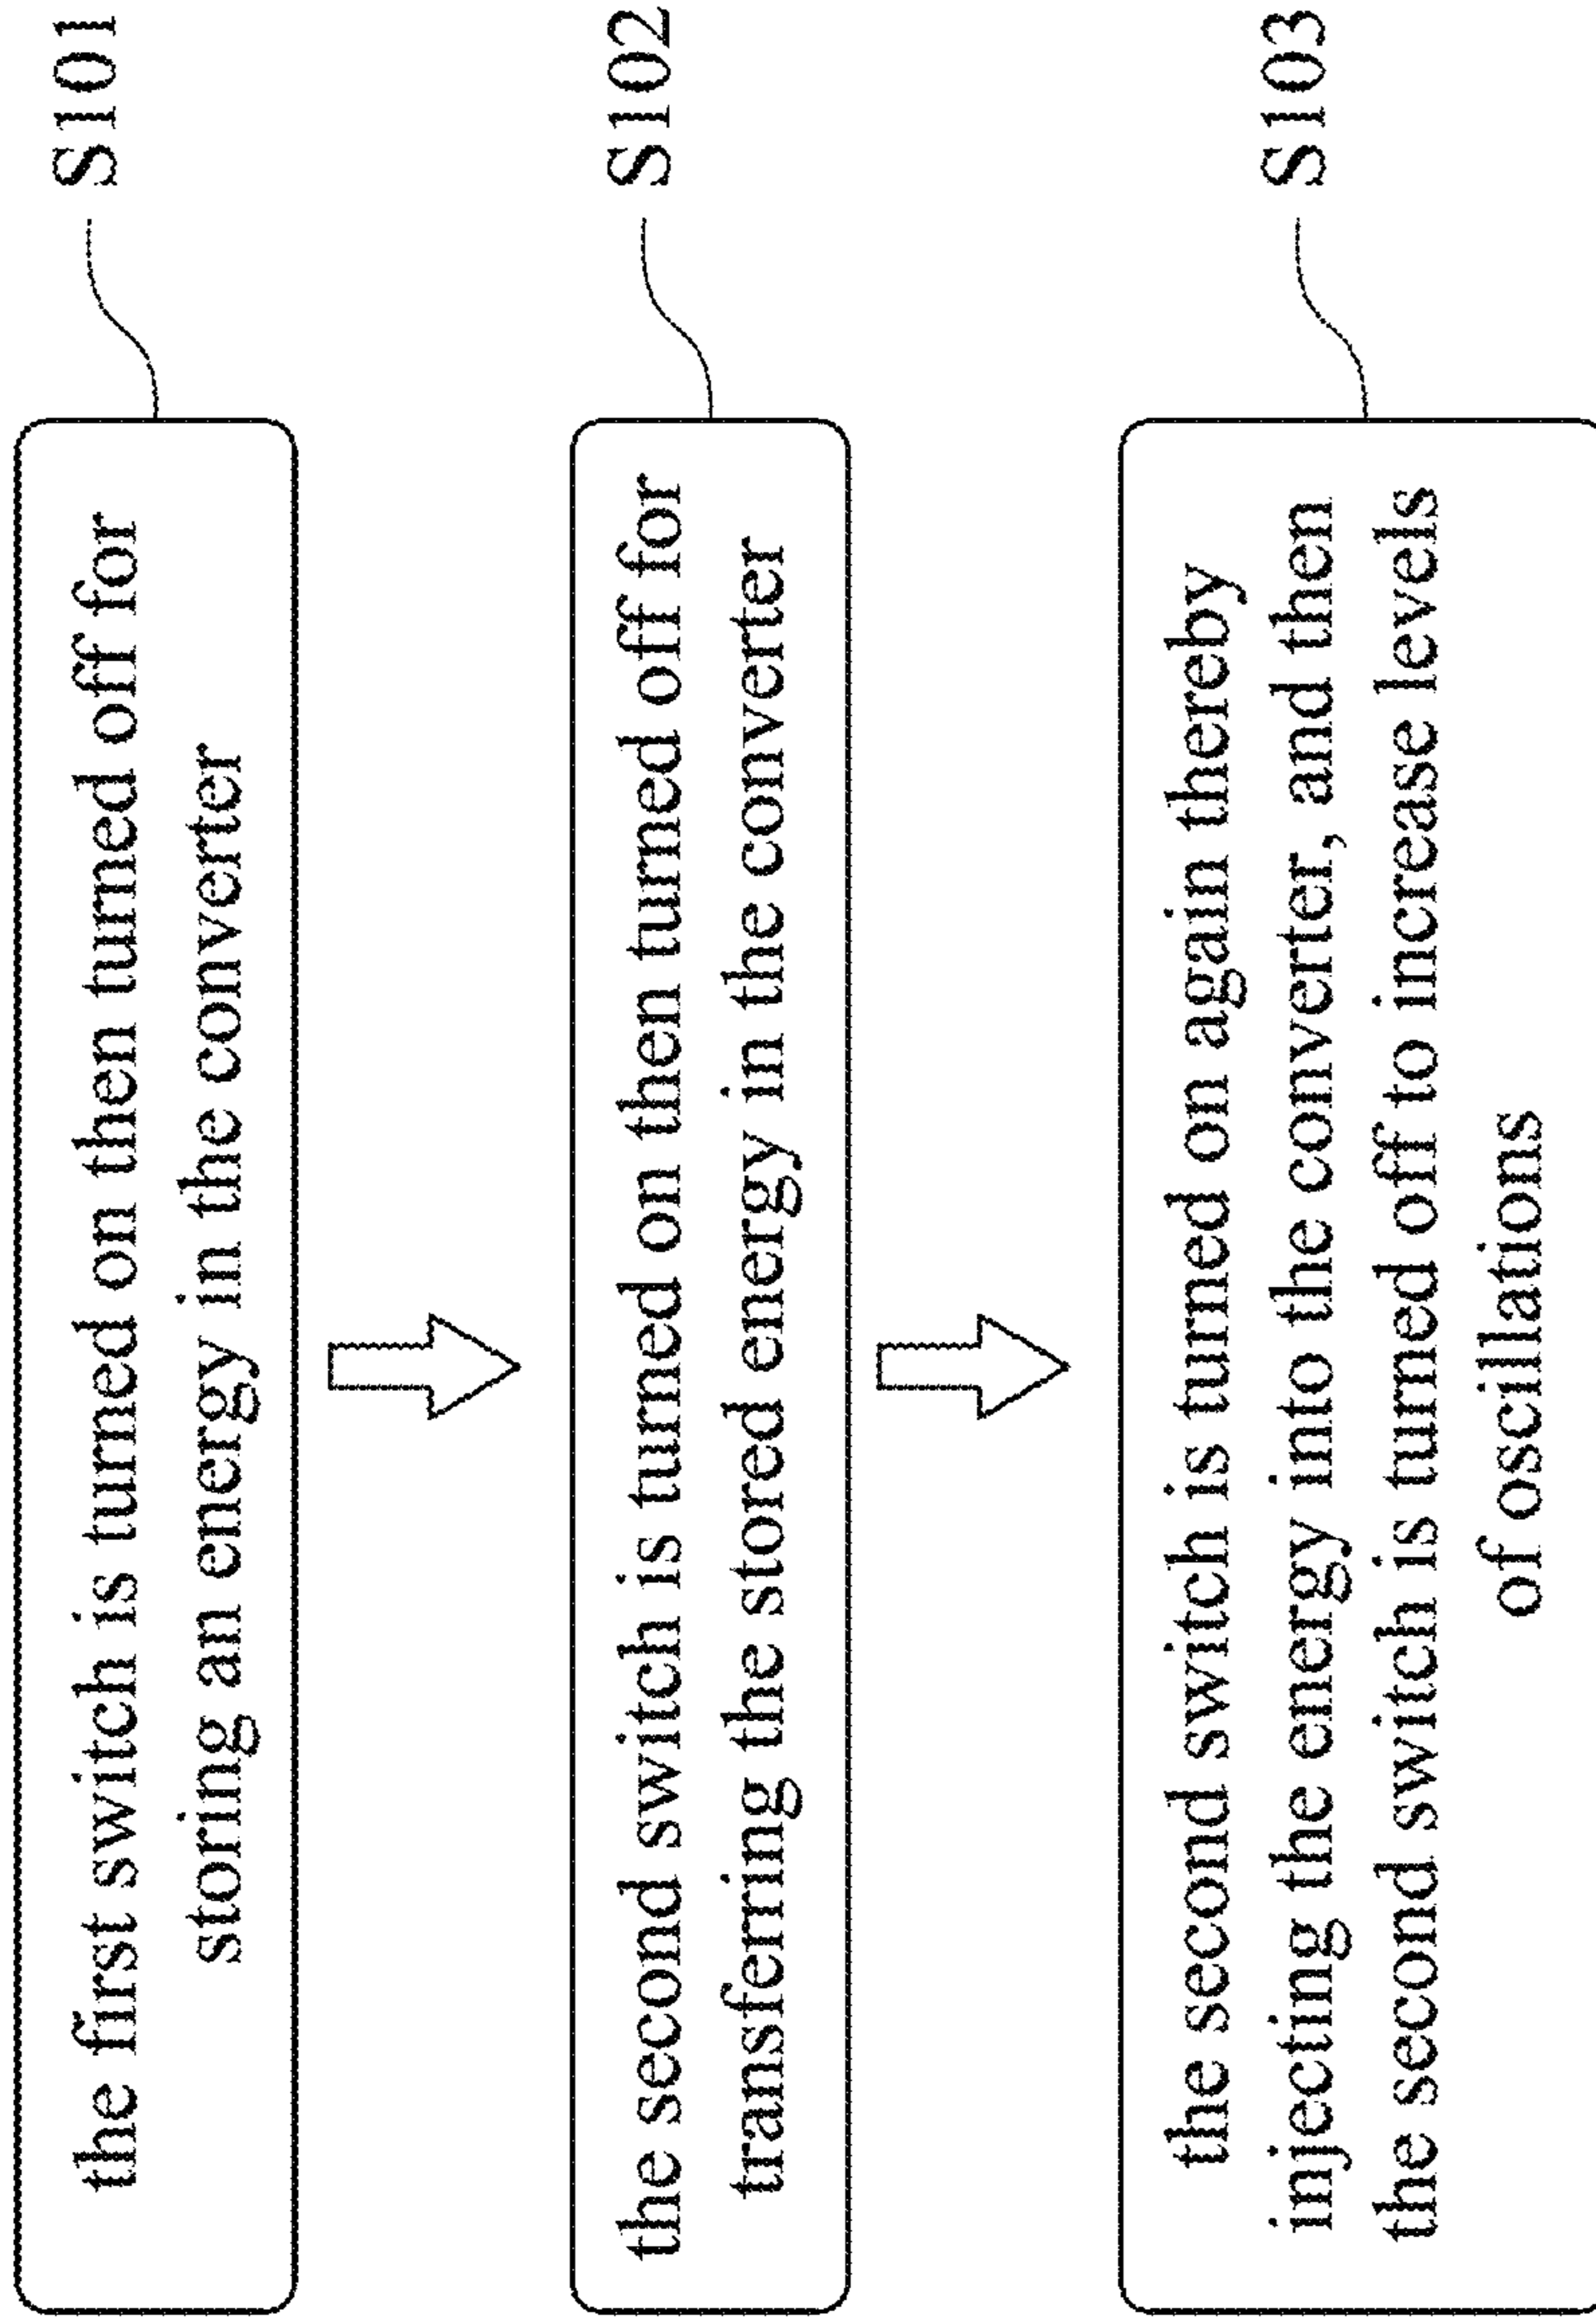 the first switch is turned on then turned off for
storing an energy in the converter
S101
the second switch is turned on then turned off for
transferring the stored energy in the converter
S102
the second switch is turned on again thereby
injecting the energy into the converter, and then
the second switch is turned off to increase levels
of oscillations
S103